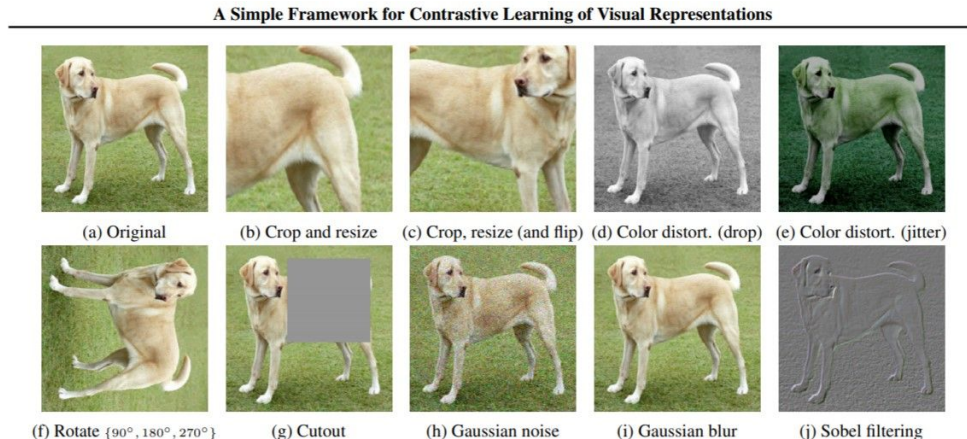 A Simple Framework for Contrastive Learning of Visual Representations
(a) Original
(b) Crop and resize
(c) Crop, resize (and flip)
(d) Color distort. (drop)
(e) Color distort. (jitter)
(f) Rotate {90°, 180°, 270°}
(g) Cutout
(h) Gaussian noise
(i) Gaussian blur
(j) Sobel filtering